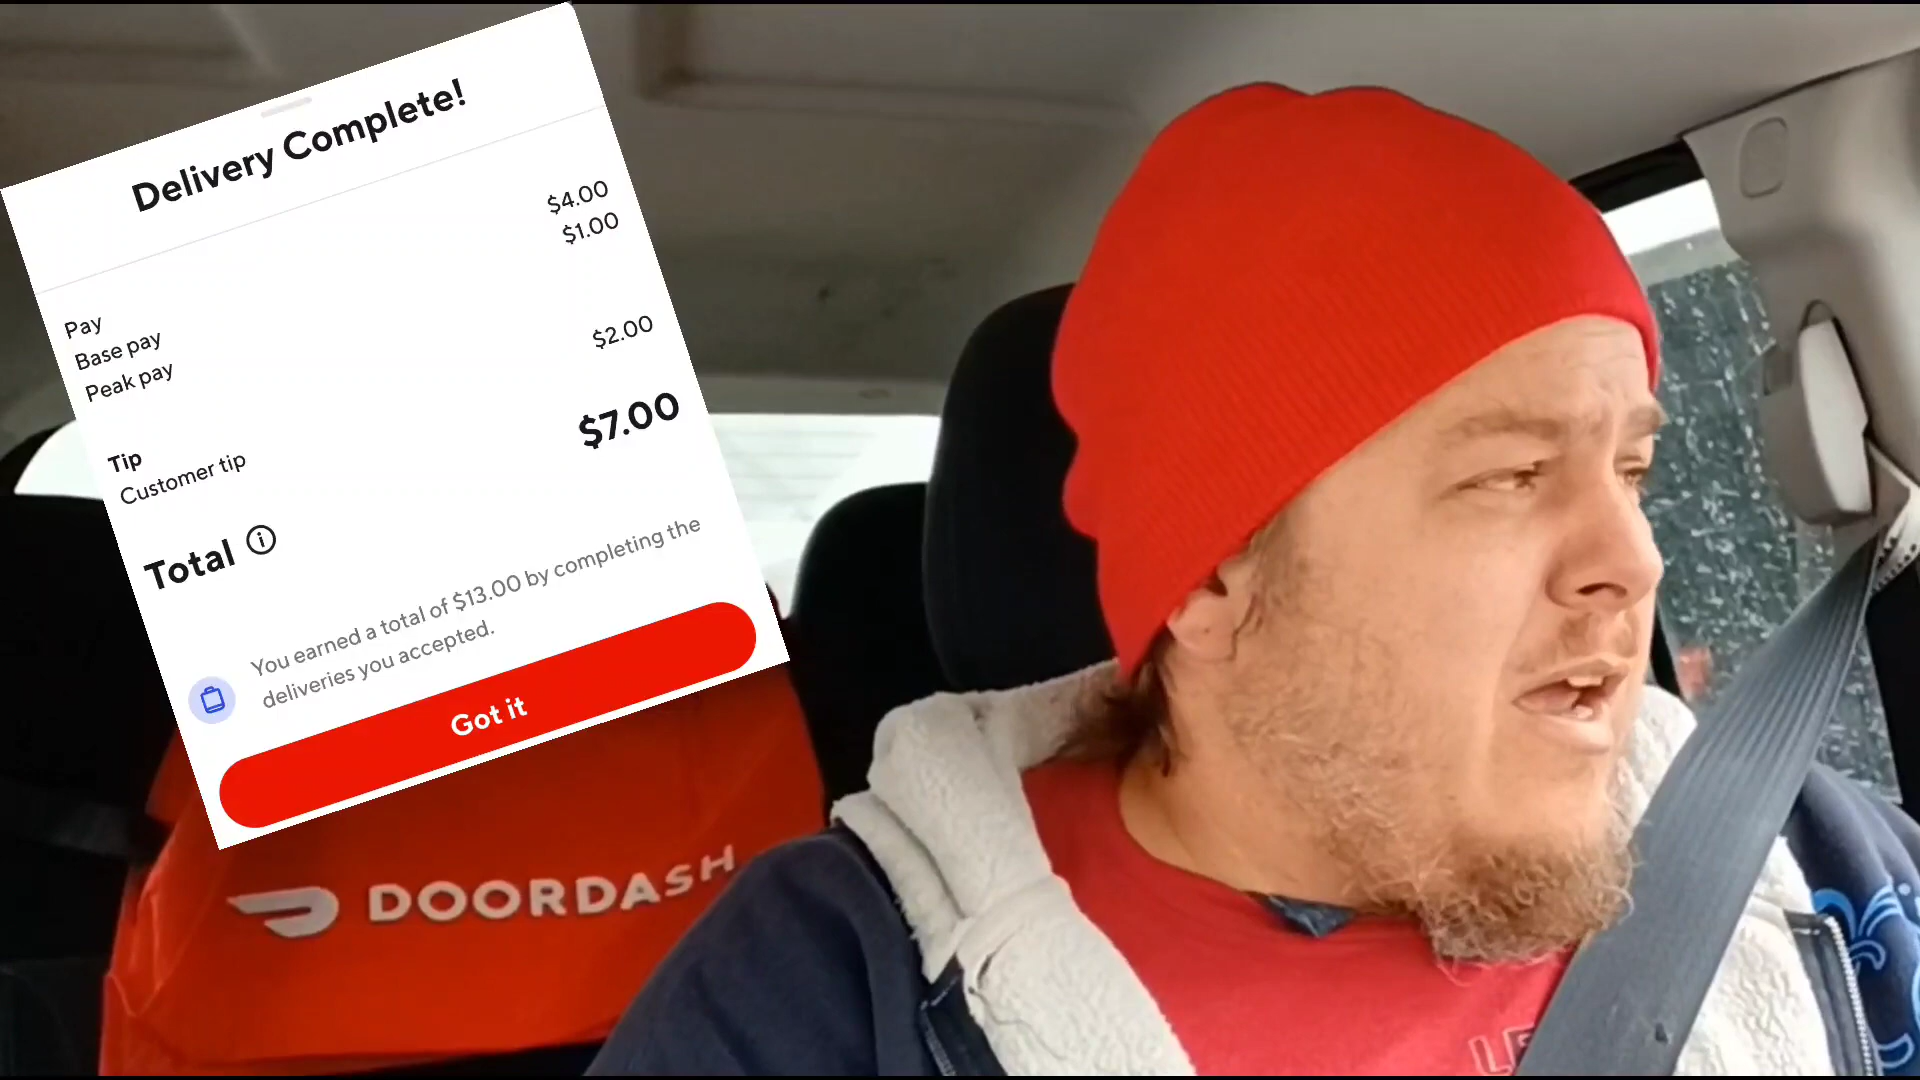 Delivery Complete!
Pay
Base pay $4.00
Peak pay $1.00
Tip
Customer tip $2.00
Total $7.00
You earned a total of $13.00 by completing the
deliveries you accepted.
Got it
DOORDASH
LE